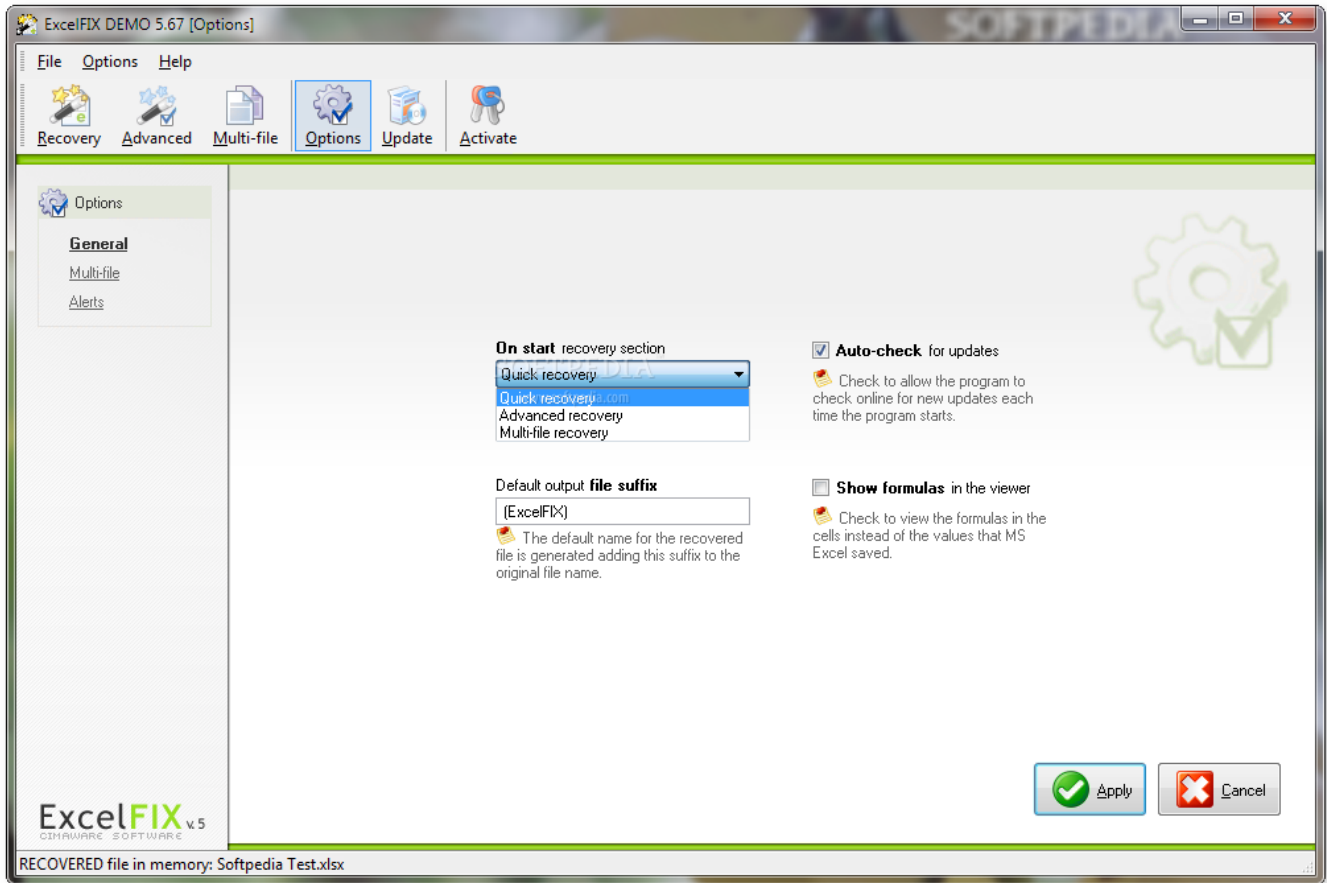 ExcelFIX DEMO 5.67 [Options]
SOFTPEDIA
File Options Help
Recovery Advanced Multi-file Options Update Activate
Options
General
Multi-file
Alerts
On start recovery section
Quick recovery
SOFTPEDIA
Quick recovery
Advanced recovery
Multi-file recovery
Default output file suffix
(ExcelFIX)
The default name for the recovered
file is generated adding this suffix to the
original file name.
Auto-check for updates
Check to allow the program to
check online for new updates each
time the program starts.
Show formulas in the viewer
Check to view the formulas in the
cells instead of the values that MS
Excel saved.
Apply Cancel
ExcelFIX v.5
CIMAWARE SOFTWARE
RECOVERED file in memory: Softpedia Test.xlsx